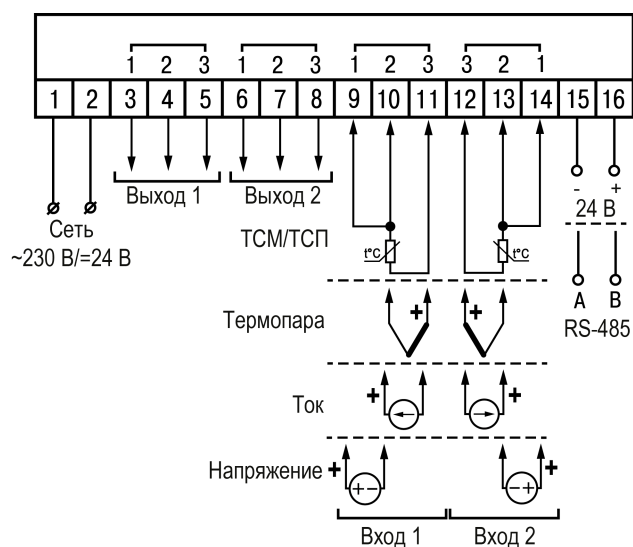 1 2 3 1 2 3 1 2 3 3 2 1
1 2 3 4 5 6 7 8 9 10 11 12 13 14 15 16
Выход 1 Выход 2
- +
24 В
Сеть
~230 В/=24 В
ТСМ/ТСП
t°C t°C
A B
RS-485
Термопара + +
Ток + +
Напряжение + + - - + +
Вход 1 Вход 2